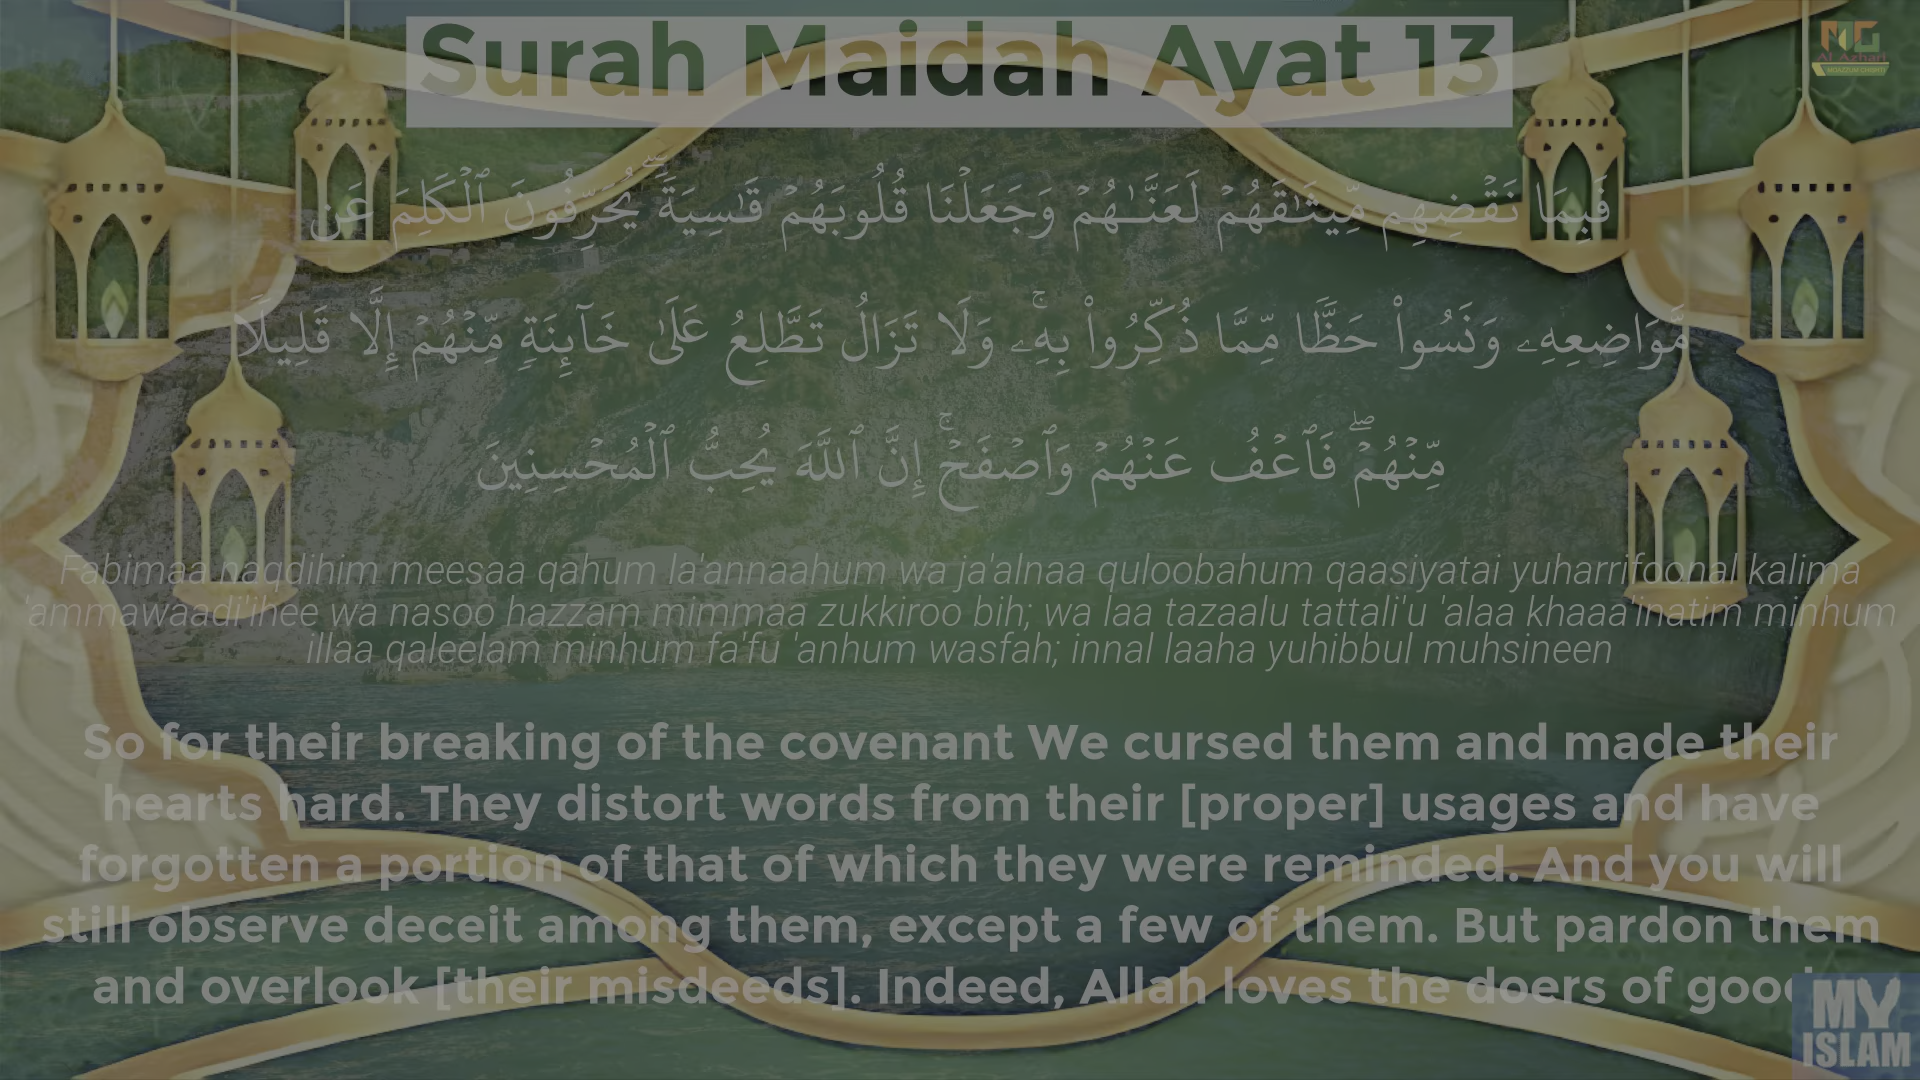 Surah Maidah Ayat 13
MG
Al Azhari
فَبِمَا نَقْضِهِم مِّيثَـٰقَهُمْ لَعَنَّـٰهُمْ وَجَعَلْنَا قُلُوبَهُمْ قَـٰسِيَةً ۖ يُحَرِّفُونَ ٱلْكَلِمَ عَن
مَّوَاضِعِهِۦ وَنَسُوا۟ حَظًّا مِّمَّا ذُكِّرُوا۟ بِهِۦ ۚ وَلَا تَزَالُ تَطَّلِعُ عَلَىٰ خَآئِنَةٍ مِّنْهُمْ إِلَّا قَلِيلًا
مِّنْهُمْ ۖ فَٱعْفُ عَنْهُمْ وَٱصْفَحْ ۚ إِنَّ ٱللَّهَ يُحِبُّ ٱلْمُحْسِنِينَ
Fabimaa naqdihim meesaa qahum la'annaahum wa ja'alnaa quloobahum qaasiyatai yuharrifoonal kalima
'ammawaadi'ihee wa nasoo hazzam mimmaa zukkiroo bih; wa laa tazaalu tattali'u 'alaa khaaa'inatim minhum
illaa qaleelam minhum fa'fu 'anhum wasfah; innal laaha yuhibbul muhsineen
So for their breaking of the covenant We cursed them and made their
hearts hard. They distort words from their [proper] usages and have
forgotten a portion of that of which they were reminded. And you will
still observe deceit among them, except a few of them. But pardon them
and overlook [their misdeeds]. Indeed, Allah loves the doers of good
MY
ISLAM